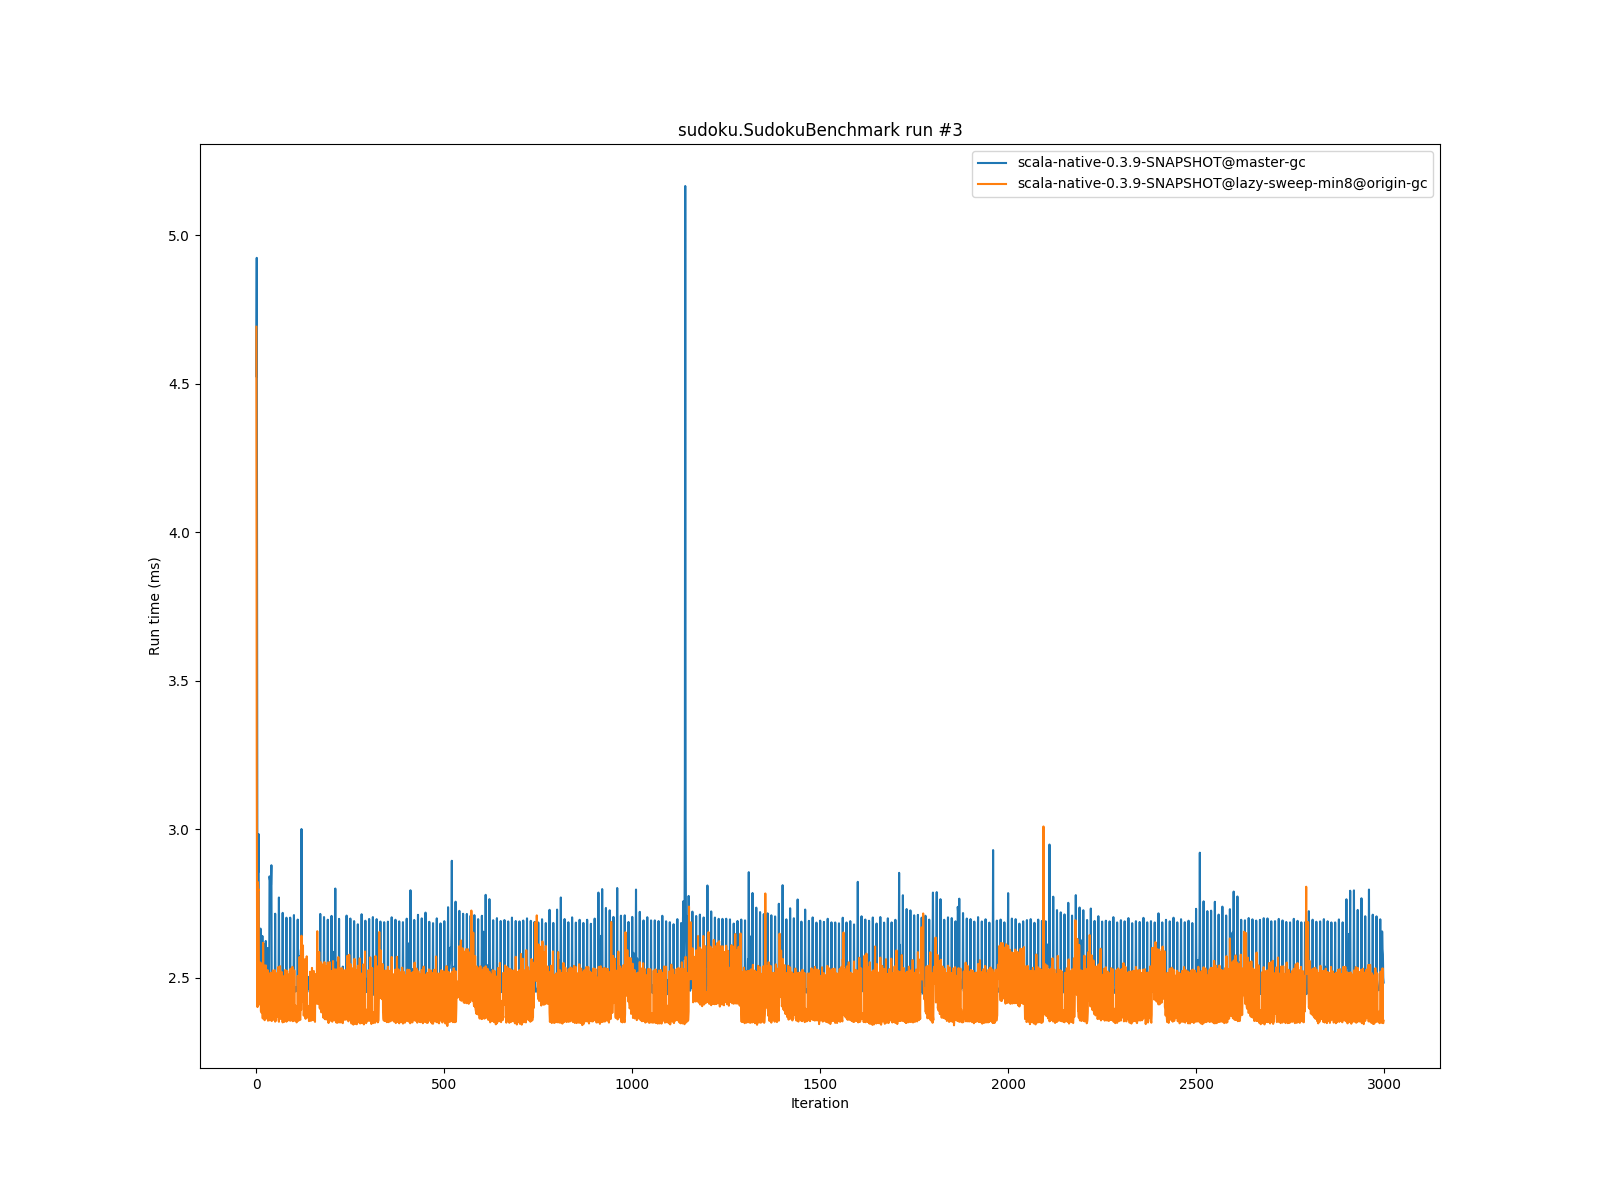 sudoku.SudokuBenchmark run #3
scala-native-0.3.9-SNAPSHOT@master-gc
scala-native-0.3.9-SNAPSHOT@lazy-sweep-min8@origin-gc
5.0
4.5
4.0
3.5
3.0
2.5
Run time (ms)
0 500 1000 1500 2000 2500 3000
Iteration